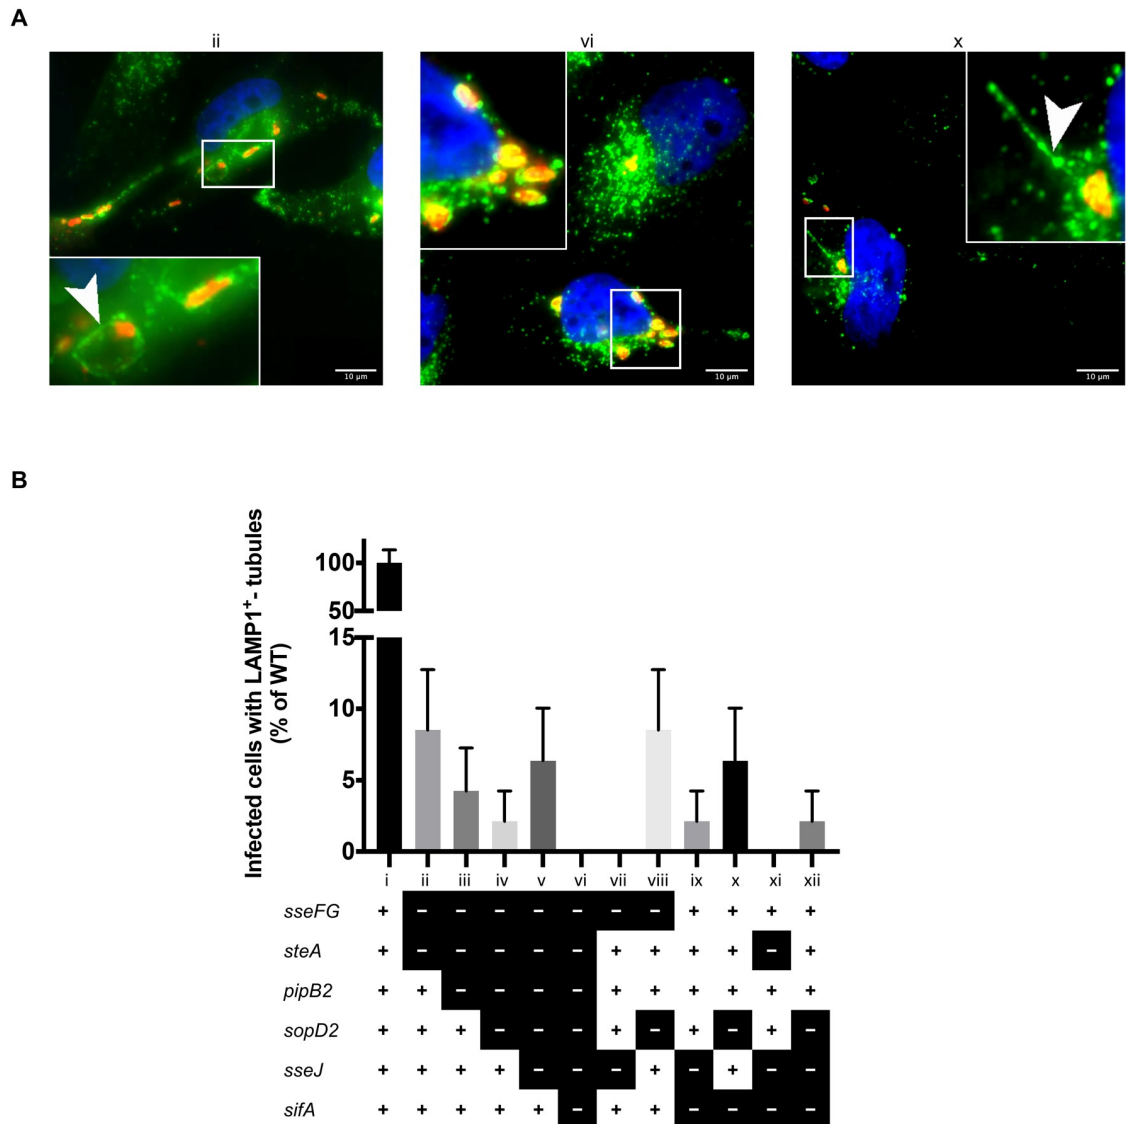 A
ii
vi
x
10 µm
10 µm
10 µm
B
Infected cells with LAMP1+- tubules
(% of WT)
100
50
15
10
5
0
i ii iii iv v vi vii viii ix x xi xii
sseFG + − − − − − − − + + + +
steA + − − − − − + + + + − +
pipB2 + + − − − − + + + + + +
sopD2 + + + − − − + − + − + −
sseJ + + + + − − − + − + − −
sifA + + + + + − + + − − − −